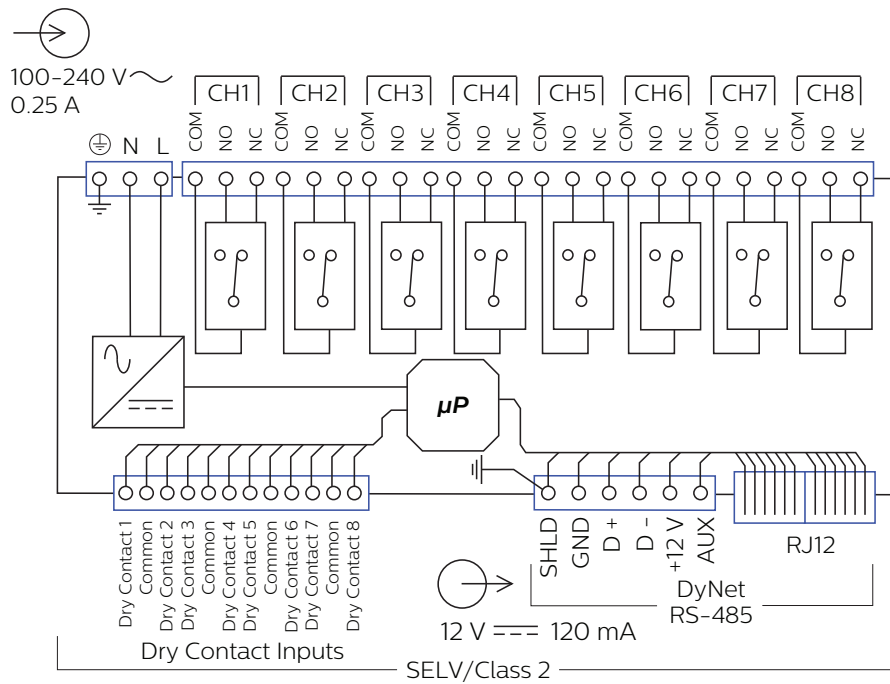 100-240 V
0.25 A
CH1 CH2 CH3 CH4 CH5 CH6 CH7 CH8
COM NO NC COM NO NC COM NO NC COM NO NC COM NO NC COM NO NC COM NO NC COM NO NC
N L
µP
Dry Contact 1
Common
Dry Contact 2
Dry Contact 3
Common
Dry Contact 4
Dry Contact 5
Common
Dry Contact 6
Dry Contact 7
Common
Dry Contact 8
Dry Contact Inputs
SHLD
GND
D +
D -
+12 V
AUX
RJ12
DyNet
RS-485
12 V 120 mA
SELV/Class 2